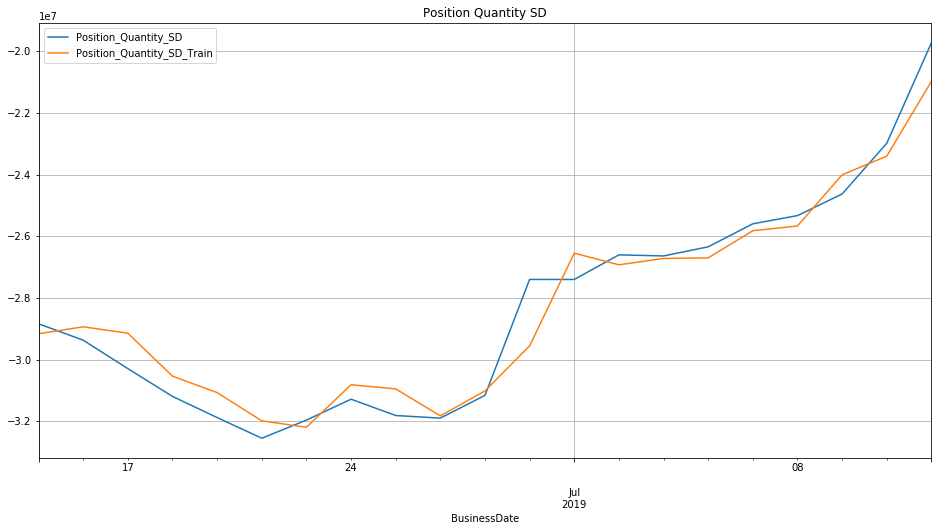 Position Quantity SD
1e7
Position_Quantity_SD
Position_Quantity_SD_Train
−2.0
−2.2
−2.4
−2.6
−2.8
−3.0
−3.2
17 24 08
Jul
2019
BusinessDate